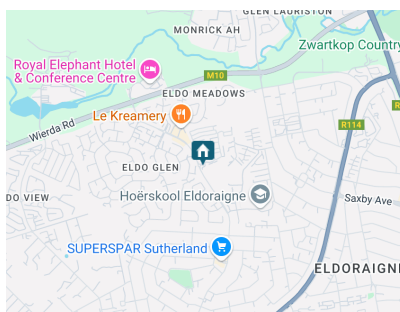 GLEN LAURISTON
MONRICK AH
Zwartkop Country
Royal Elephant Hotel
& Conference Centre
M10
ELDO MEADOWS
R
Le Kreamery
R114
Wierda Rd
ELDO GLEN
DO VIEW
Hoërskool Eldoraigne
Saxby Ave
SUPERSPAR Sutherland
ELDORAIGNE